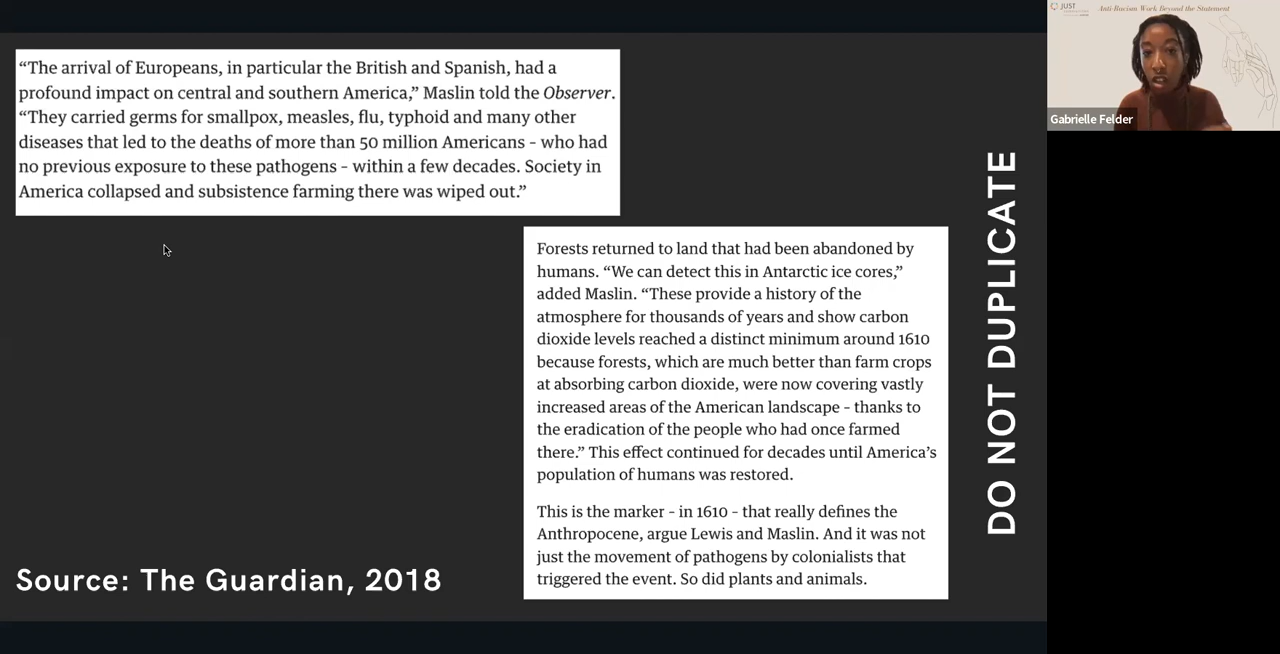 “The arrival of Europeans, in particular the British and Spanish, had a
profound impact on central and southern America,” Maslin told the Observer.
“They carried germs for smallpox, measles, flu, typhoid and many other
diseases that led to the deaths of more than 50 million Americans – who had
no previous exposure to these pathogens – within a few decades. Society in
America collapsed and subsistence farming there was wiped out.”
Forests returned to land that had been abandoned by
humans. “We can detect this in Antarctic ice cores,”
added Maslin. “These provide a history of the
atmosphere for thousands of years and show carbon
dioxide levels reached a distinct minimum around 1610
because forests, which are much better than farm crops
at absorbing carbon dioxide, were now covering vastly
increased areas of the American landscape – thanks to
the eradication of the people who had once farmed
there.” This effect continued for decades until America’s
population of humans was restored.
This is the marker – in 1610 – that really defines the
Anthropocene, argue Lewis and Maslin. And it was not
just the movement of pathogens by colonialists that
triggered the event. So did plants and animals.
Source: The Guardian, 2018
DO NOT DUPLICATE
JUST
Anti-Racism Work Beyond the Statement
Gabrielle Felder